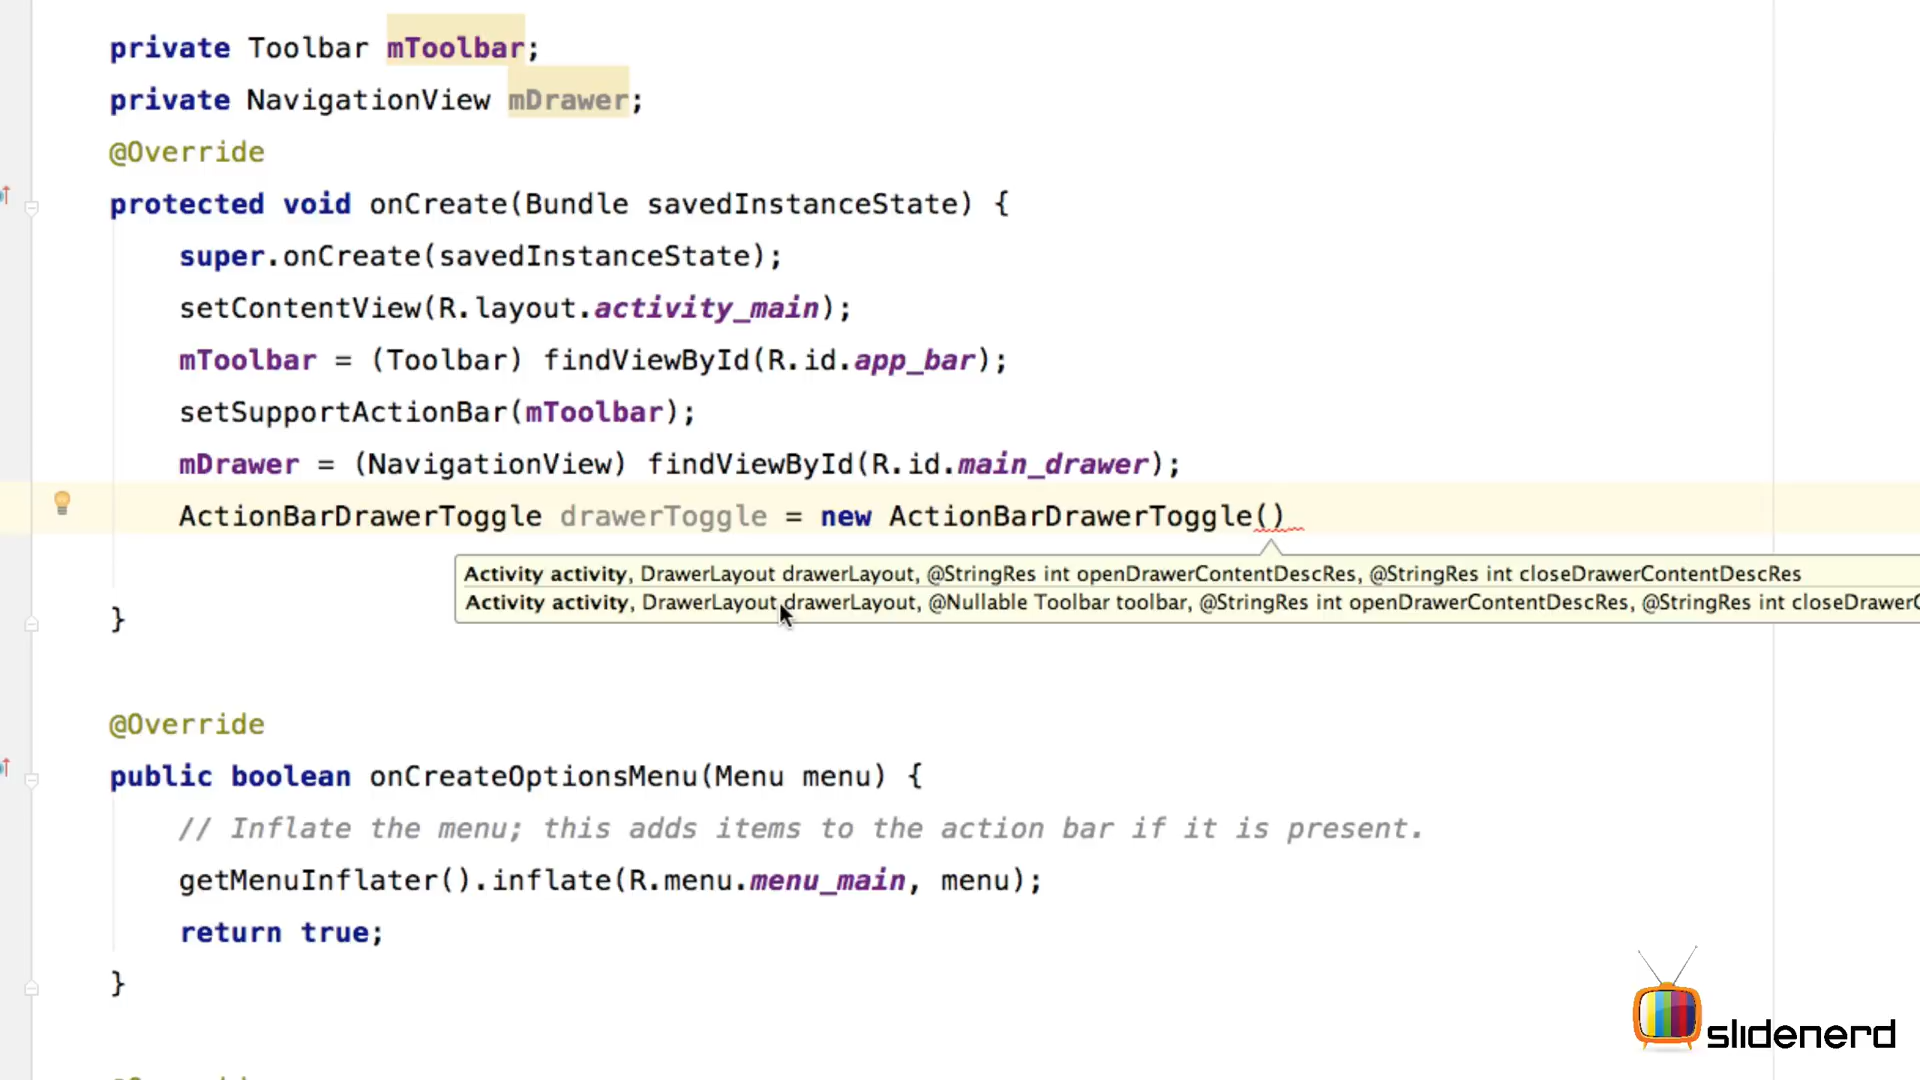 private Toolbar mToolbar;
private NavigationView mDrawer;
@Override
protected void onCreate(Bundle savedInstanceState) {
super.onCreate(savedInstanceState);
setContentView(R.layout.activity_main);
mToolbar = (Toolbar) findViewById(R.id.app_bar);
setSupportActionBar(mToolbar);
mDrawer = (NavigationView) findViewById(R.id.main_drawer);
ActionBarDrawerToggle drawerToggle = new ActionBarDrawerToggle()
Activity activity, DrawerLayout drawerLayout, @StringRes int openDrawerContentDescRes, @StringRes int closeDrawerContentDescRes
Activity activity, DrawerLayout drawerLayout, @Nullable Toolbar toolbar, @StringRes int openDrawerContentDescRes, @StringRes int closeDrawerC
}
@Override
public boolean onCreateOptionsMenu(Menu menu) {
// Inflate the menu; this adds items to the action bar if it is present.
getMenuInflater().inflate(R.menu.menu_main, menu);
return true;
}
slidenerd